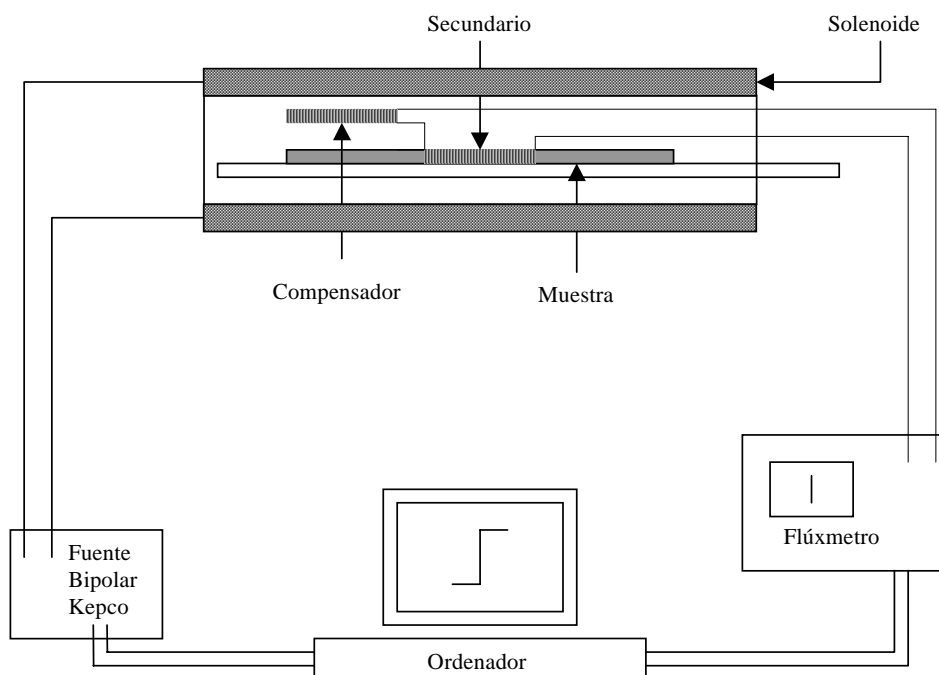 Secundario
Solenoide
Compensador
Muestra
Flúxmetro
Fuente
Bipolar
Kepco
Ordenador